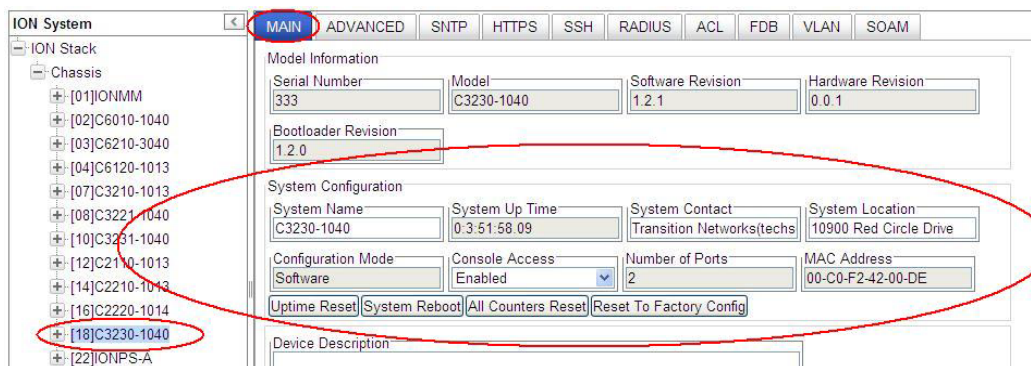 ION System
ION Stack
Chassis
[01]IONMM
[02]C6010-1040
[03]C6210-3040
[04]C6120-1013
[07]C3210-1013
[08]C3221-1040
[10]C3231-1040
[12]C2110-1013
[14]C2210-1013
[16]C2220-1014
[18]C3230-1040
[22]IONPS-A
MAIN ADVANCED SNTP HTTPS SSH RADIUS ACL FDB VLAN SOAM
Model Information
Serial Number Model Software Revision Hardware Revision
333 C3230-1040 1.2.1 0.0.1
Bootloader Revision
1.2.0
System Configuration
System Name System Up Time System Contact System Location
C3230-1040 0:3:51:58.09 Transition Networks(techs 10900 Red Circle Drive
Configuration Mode Console Access Number of Ports MAC Address
Software Enabled 2 00-C0-F2-42-00-DE
Uptime Reset System Reboot All Counters Reset Reset To Factory Config
Device Description